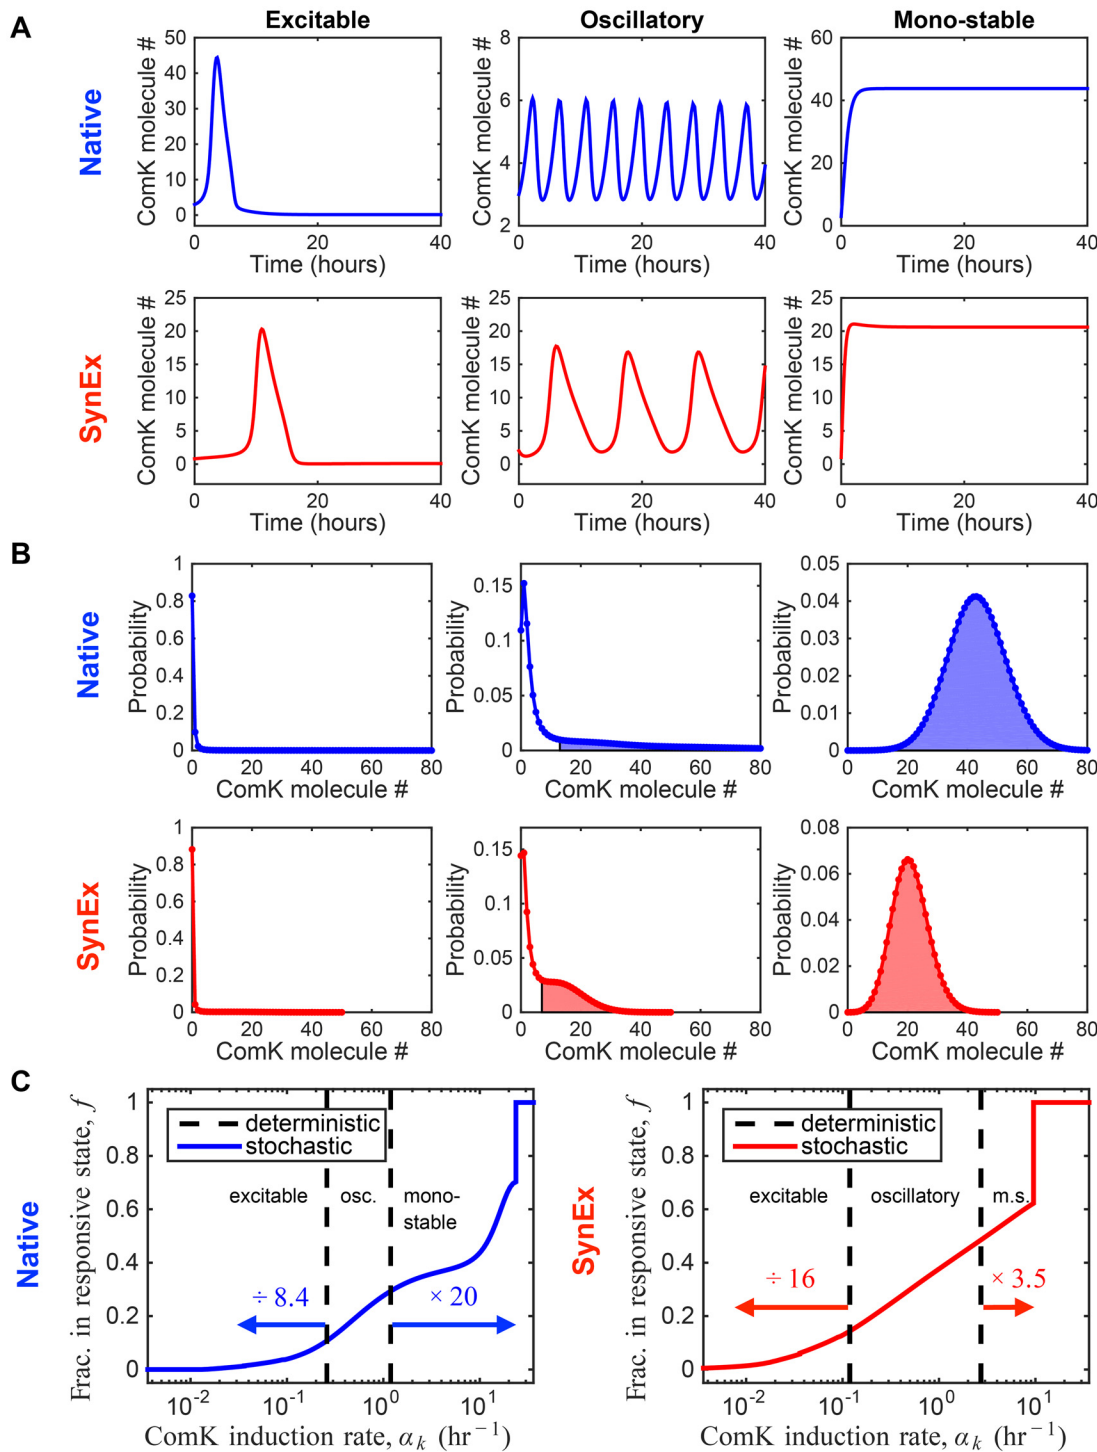 A
Excitable
Oscillatory
Mono-stable
Native
ComK molecule #
50
40
30
20
10
0
0
20
40
Time (hours)
ComK molecule #
8
6
4
2
0
20
40
Time (hours)
ComK molecule #
60
40
20
0
0
20
40
Time (hours)
SynEx
ComK molecule #
25
20
15
10
5
0
0
20
40
Time (hours)
ComK molecule #
25
20
15
10
5
0
0
20
40
Time (hours)
ComK molecule #
25
20
15
10
5
0
0
20
40
Time (hours)
B
Native
Probability
1
0.8
0.6
0.4
0.2
0
0 20 40 60 80
ComK molecule #
Probability
0.15
0.1
0.05
0
0 20 40 60 80
ComK molecule #
Probability
0.05
0.04
0.03
0.02
0.01
0
0 20 40 60 80
ComK molecule #
SynEx
Probability
1
0.8
0.6
0.4
0.2
0
0 20 40 60 80
ComK molecule #
Probability
0.15
0.1
0.05
0
0 20 40 60 80
ComK molecule #
Probability
0.08
0.06
0.04
0.02
0
0 20 40 60 80
ComK molecule #
C
Native
Frac. in responsive state, f
1
0.8
0.6
0.4
0.2
0
deterministic
stochastic
excitable
osc.
mono-
stable
÷ 8.4
× 20
10⁻² 10⁻¹ 10⁰ 10¹
ComK induction rate, αₖ (hr⁻¹)
SynEx
Frac. in responsive state, f
1
0.8
0.6
0.4
0.2
0
deterministic
stochastic
excitable
oscillatory
m.s.
÷ 16
× 3.5
10⁻² 10⁻¹ 10⁰ 10¹
ComK induction rate, αₖ (hr⁻¹)